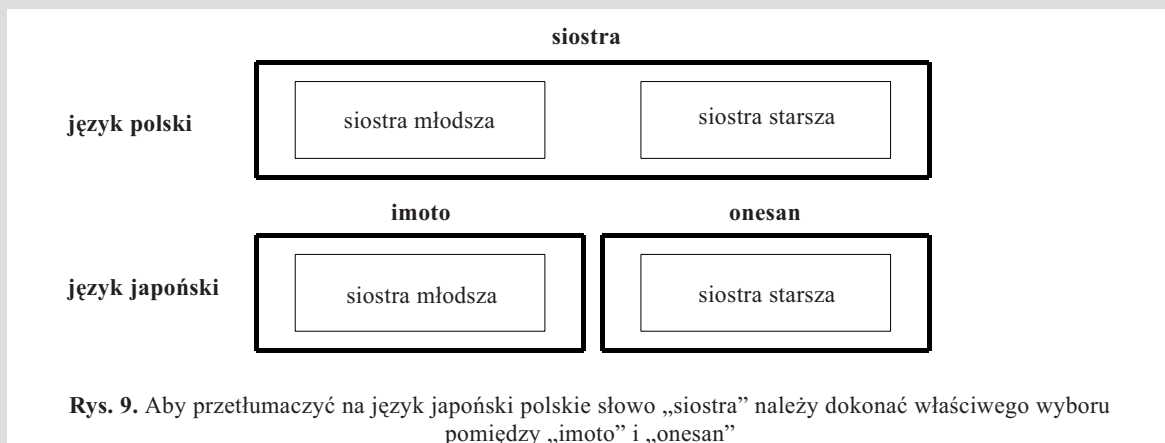 siostra
język polski
siostra młodsza
siostra starsza
imoto
onesan
język japoński
siostra młodsza
siostra starsza
Rys. 9. Aby przetłumaczyć na język japoński polskie słowo „siostra” należy dokonać właściwego wyboru
pomiędzy „imoto” i „onesan”